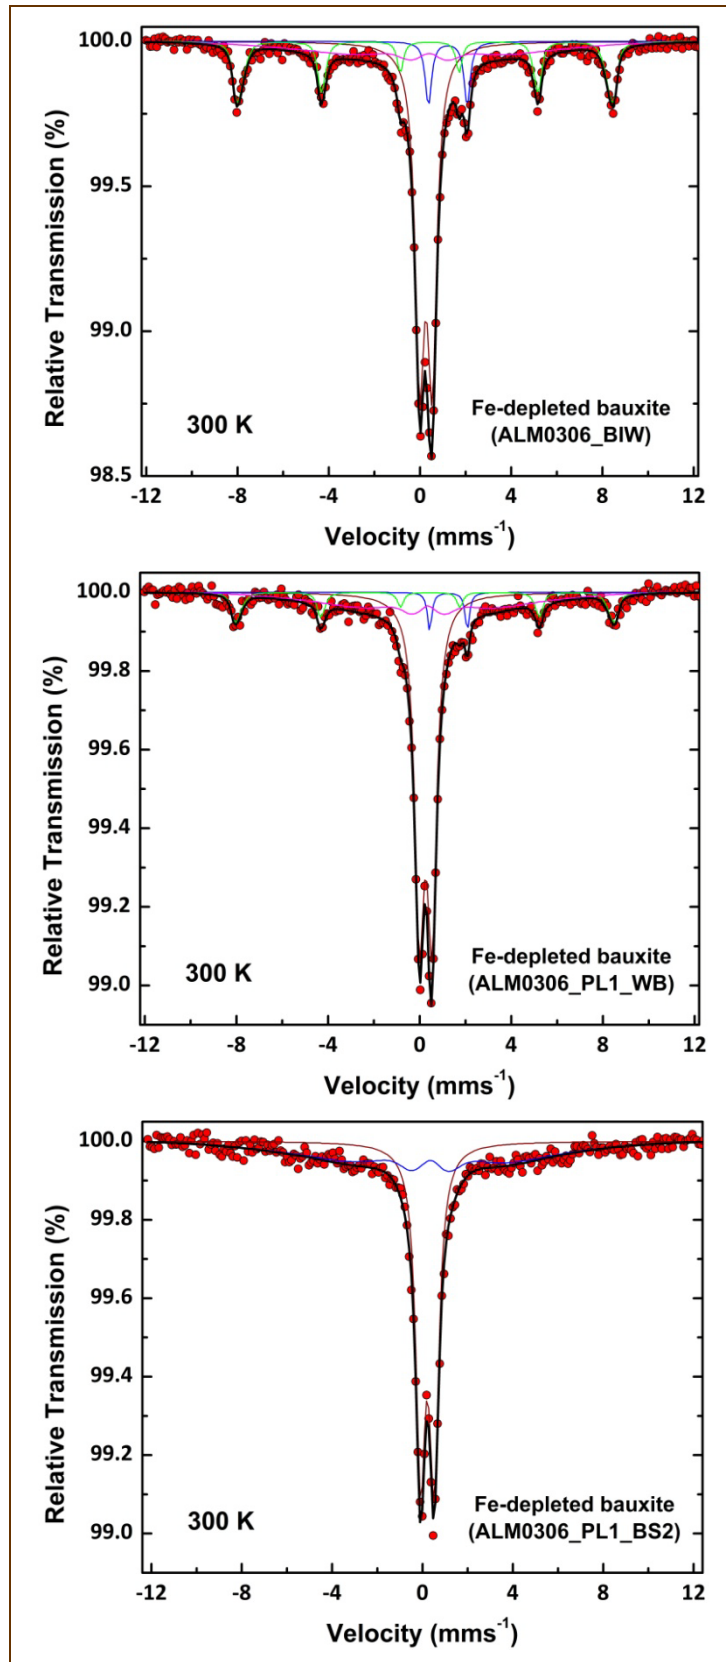 100.0
99.5
99.0
98.5
Relative Transmission (%)
300 K
Fe-depleted bauxite
(ALM0306_BIW)
-12 -8 -4 0 4 8 12
Velocity (mms⁻¹)
100.0
99.8
99.6
99.4
99.2
99.0
Relative Transmission (%)
300 K
Fe-depleted bauxite
(ALM0306_PL1_WB)
-12 -8 -4 0 4 8 12
Velocity (mms⁻¹)
100.0
99.8
99.6
99.4
99.2
99.0
Relative Transmission (%)
300 K
Fe-depleted bauxite
(ALM0306_PL1_BS2)
-12 -8 -4 0 4 8 12
Velocity (mms⁻¹)